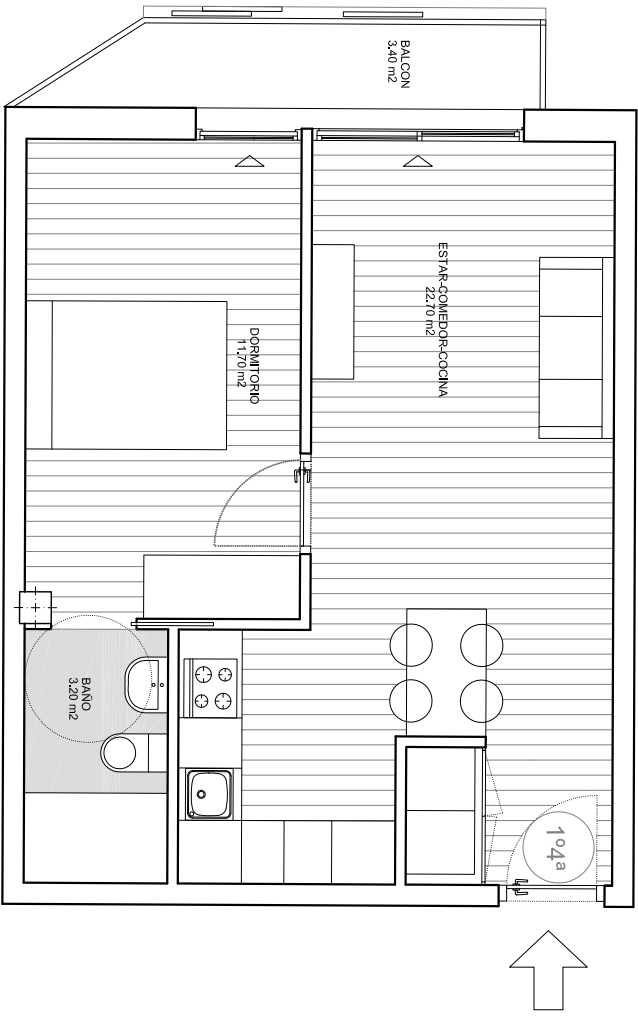 BALCON
3.40 m2
ESTAR-COMEDOR-COCINA
22.70 m2
DORMITORIO
11.70 m2
BAÑO
3.20 m2
1º4ª